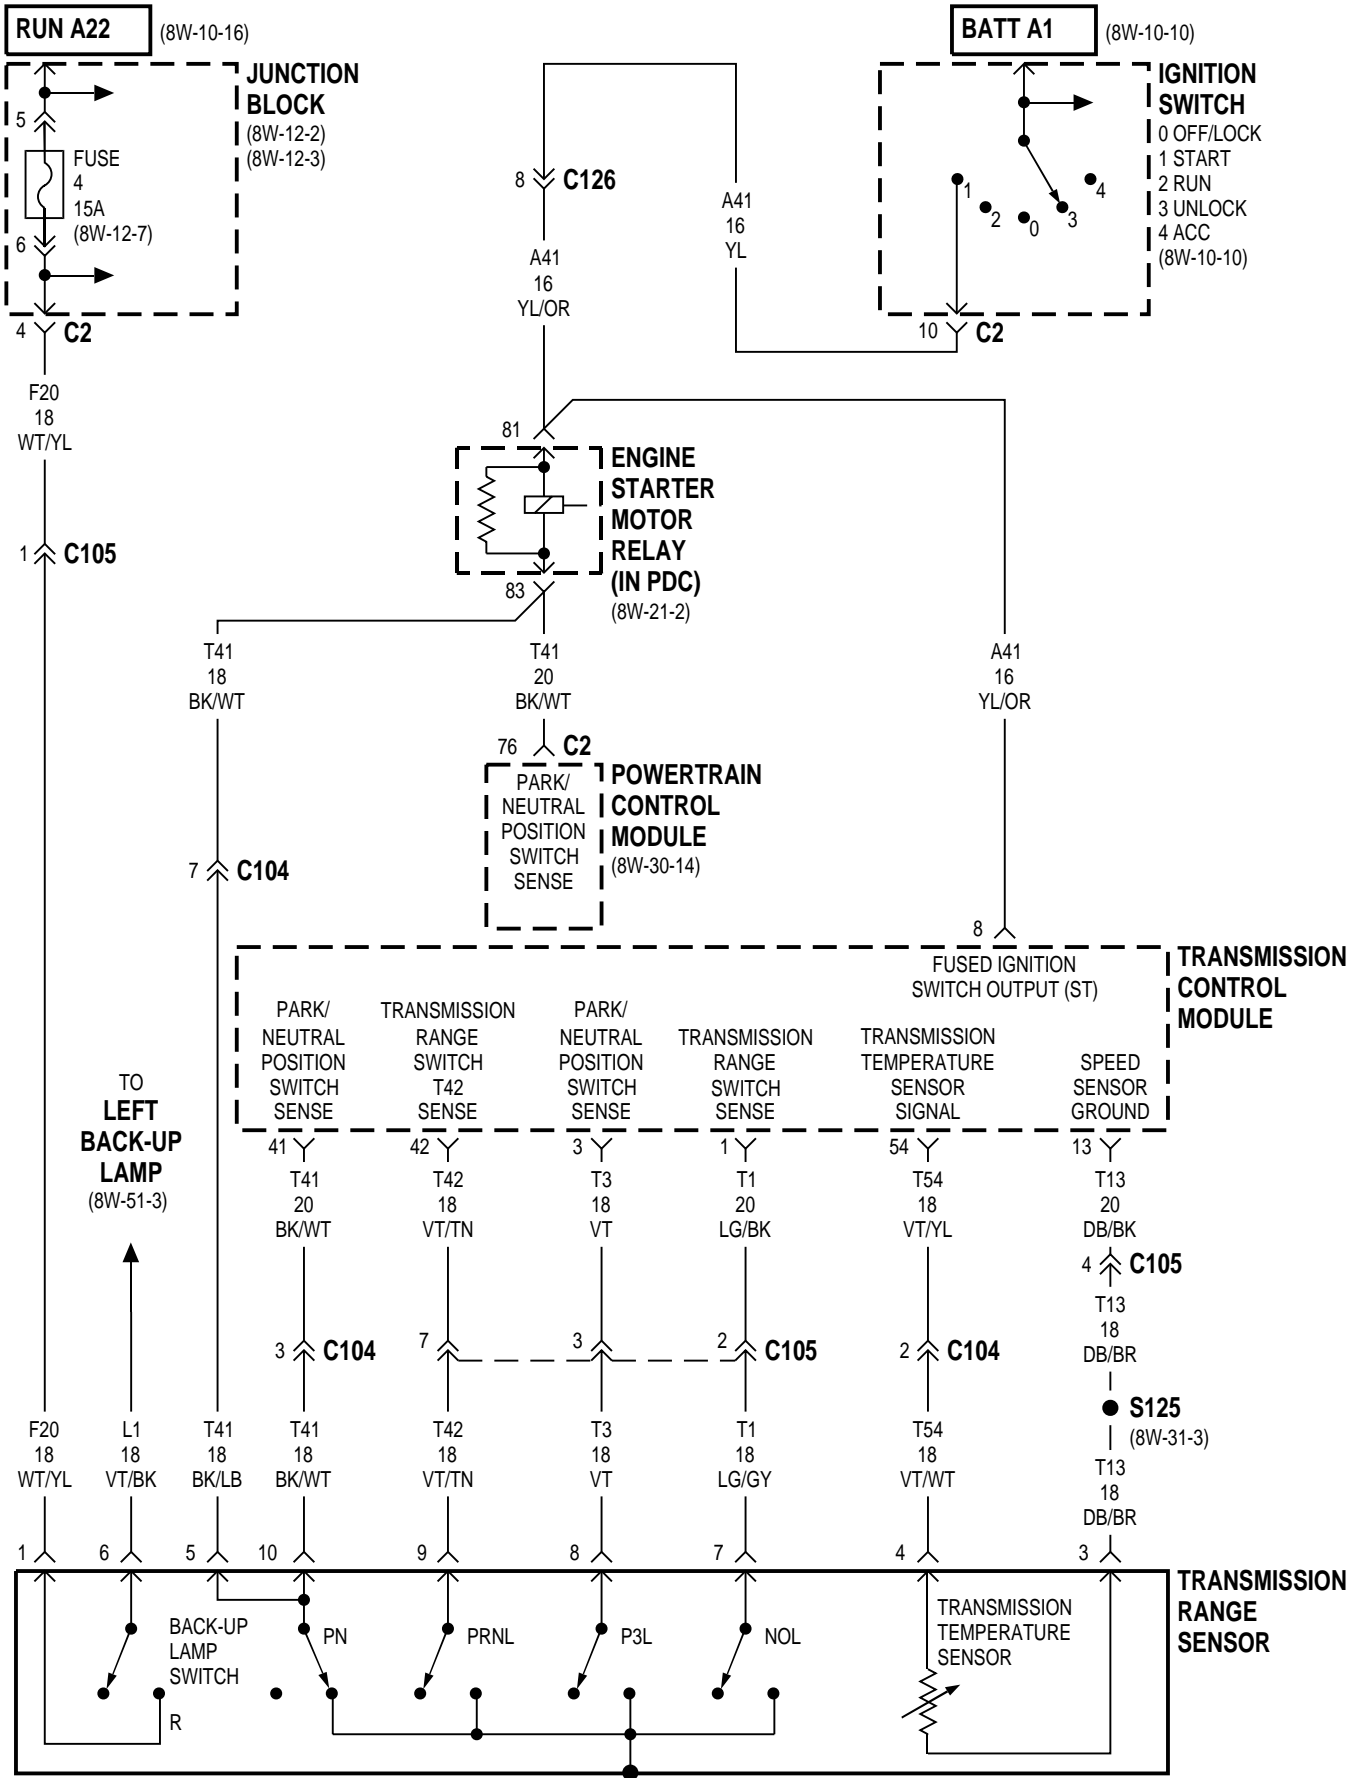 RUN A22
(8W-10-16)
BATT A1
(8W-10-10)
JUNCTION
BLOCK
(8W-12-2)
(8W-12-3)
5
FUSE
4
15A
(8W-12-7)
6
4
C2
8
C126
A41
16
YL/OR
A41
16
YL
IGNITION
SWITCH
0 OFF/LOCK
1 START
2 RUN
3 UNLOCK
4 ACC
(8W-10-10)
1
2
0
3
4
10
C2
F20
18
WT/YL
1
C105
81
ENGINE
STARTER
MOTOR
RELAY
(IN PDC)
(8W-21-2)
83
T41
18
BK/WT
T41
20
BK/WT
A41
16
YL/OR
76
C2
PARK/
NEUTRAL
POSITION
SWITCH
SENSE
POWERTRAIN
CONTROL
MODULE
(8W-30-14)
7
C104
8
FUSED IGNITION
SWITCH OUTPUT (ST)
TRANSMISSION
CONTROL
MODULE
PARK/
NEUTRAL
POSITION
SWITCH
SENSE
TRANSMISSION
RANGE
SWITCH
T42
SENSE
PARK/
NEUTRAL
POSITION
SWITCH
SENSE
TRANSMISSION
RANGE
SWITCH
SENSE
TRANSMISSION
TEMPERATURE
SENSOR
SIGNAL
SPEED
SENSOR
GROUND
TO
LEFT
BACK-UP
LAMP
(8W-51-3)
41
42
3
1
54
13
T41
20
BK/WT
T42
18
VT/TN
T3
18
VT
T1
20
LG/BK
T54
18
VT/YL
T13
20
DB/BK
4
C105
T13
18
DB/BR
3
C104
7
3
2
C105
2
C104
S125
(8W-31-3)
F20
18
WT/YL
L1
18
VT/BK
T41
18
BK/LB
T41
18
BK/WT
T42
18
VT/TN
T3
18
VT
T1
18
LG/GY
T54
18
VT/WT
T13
18
DB/BR
1
6
5
10
9
8
7
4
3
TRANSMISSION
RANGE
SENSOR
BACK-UP
LAMP
SWITCH
R
PN
PRNL
P3L
NOL
TRANSMISSION
TEMPERATURE
SENSOR